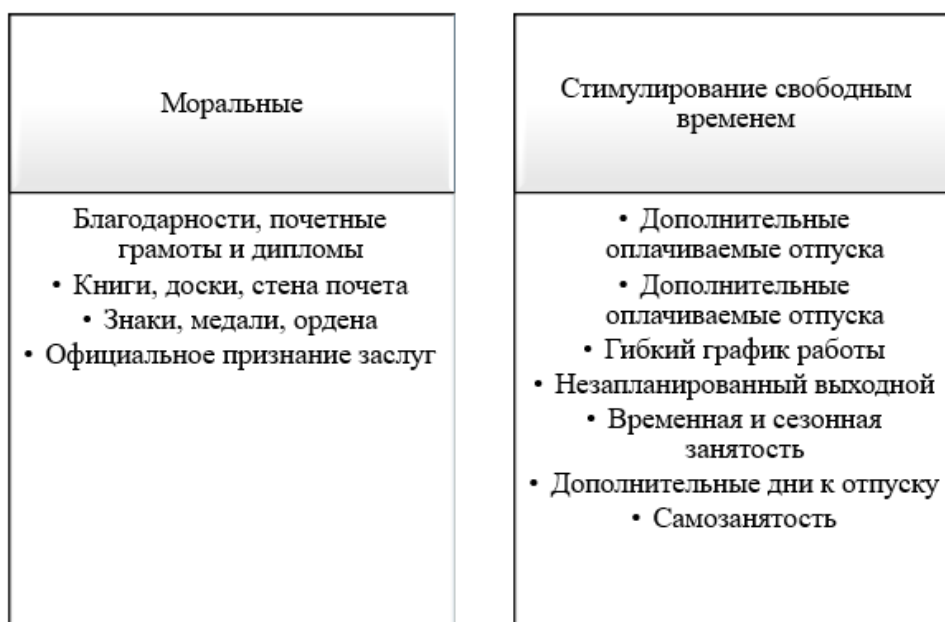 Моральные
Благодарности, почетные
грамоты и дипломы
• Книги, доски, стена почета
• Знаки, медали, ордена
• Официальное признание заслуг
Стимулирование свободным
временем
• Дополнительные
оплачиваемые отпуска
• Дополнительные
оплачиваемые отпуска
• Гибкий график работы
• Незапланированный выходной
• Временная и сезонная
занятость
• Дополнительные дни к отпуску
• Самозанятость